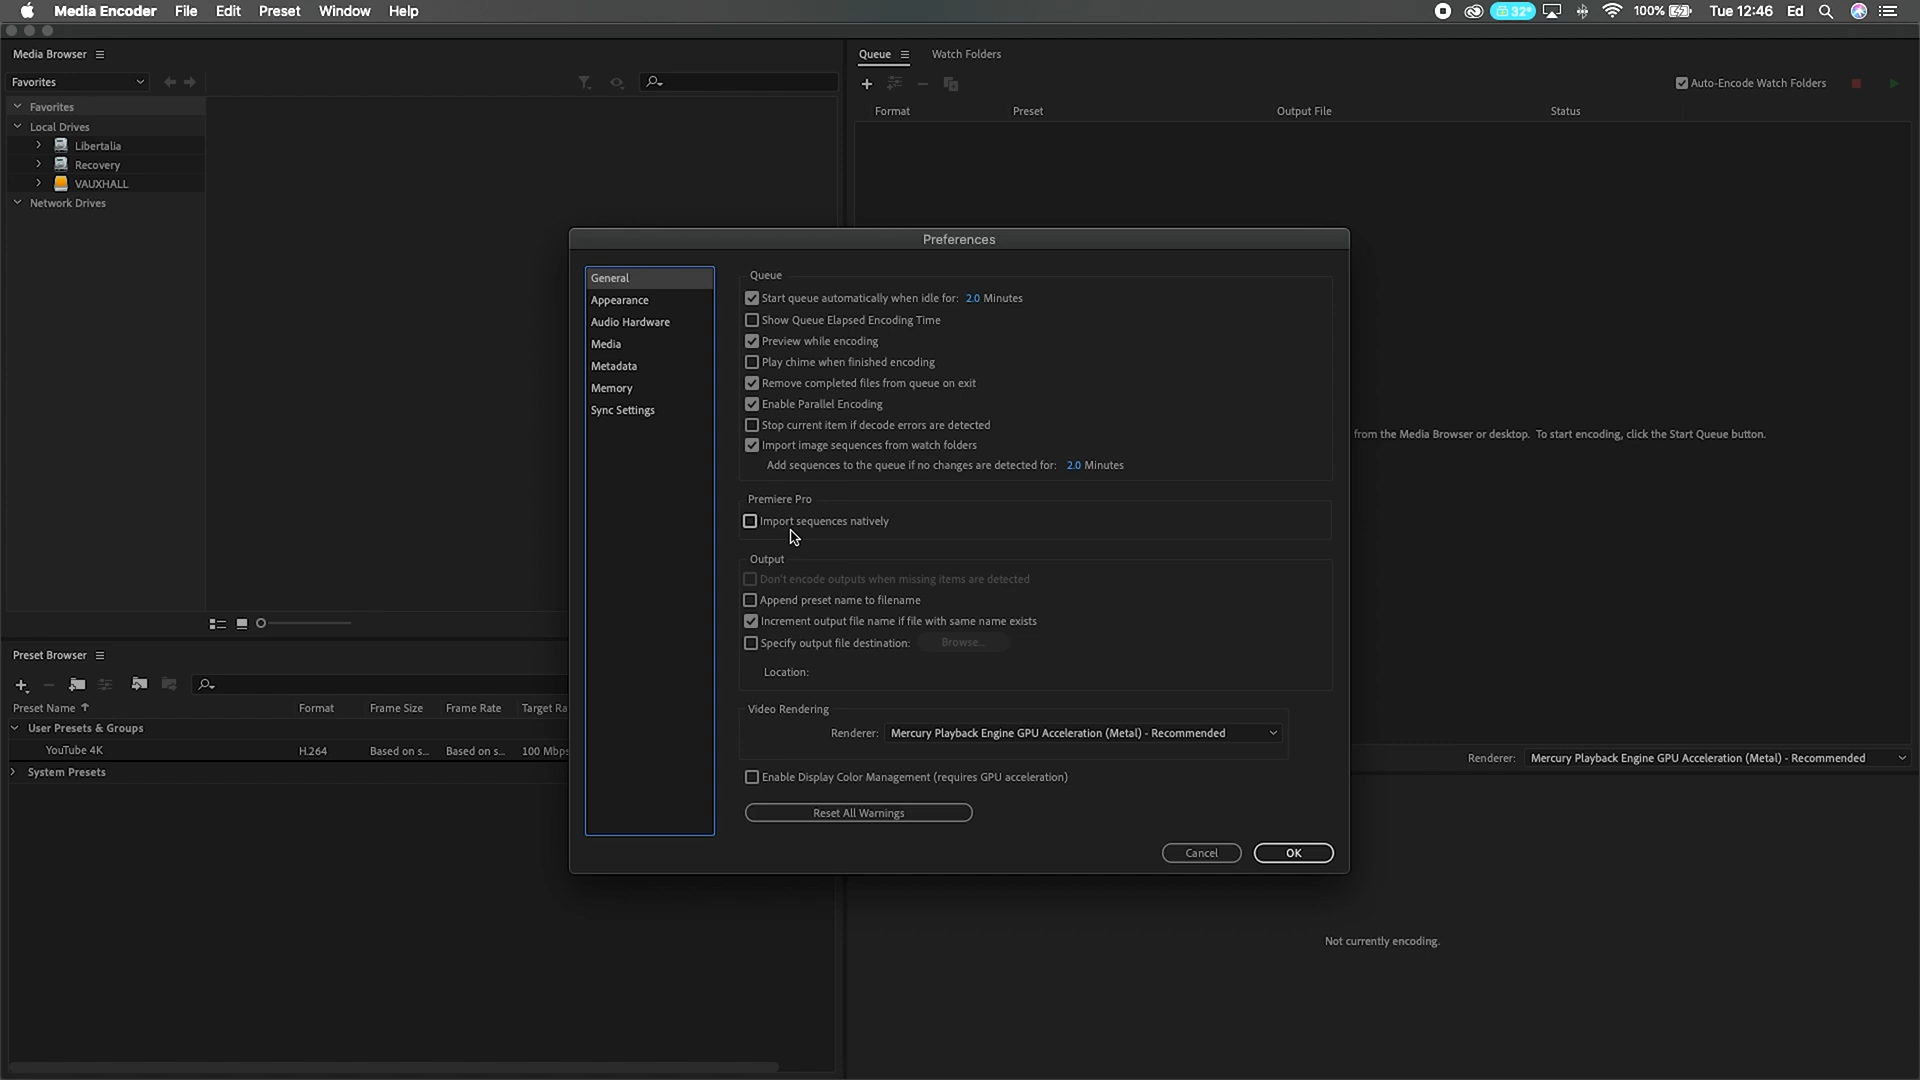 Media Encoder File Edit Preset Window Help
32° 100% Tue 12:46 Ed
Media Browser
Favorites
Favorites
Local Drives
Libertalia
Recovery
VAUXHALL
Network Drives
Queue Watch Folders
Auto-Encode Watch Folders
Format Preset Output File Status
from the Media Browser or desktop. To start encoding, click the Start Queue button.
Preferences
General
Appearance
Audio Hardware
Media
Metadata
Memory
Sync Settings
Queue
Start queue automatically when idle for: 2.0 Minutes
Show Queue Elapsed Encoding Time
Preview while encoding
Play chime when finished encoding
Remove completed files from queue on exit
Enable Parallel Encoding
Stop current item if decode errors are detected
Import image sequences from watch folders
Add sequences to the queue if no changes are detected for: 2.0 Minutes
Premiere Pro
Import sequences natively
Output
Don't encode outputs when missing items are detected
Append preset name to filename
Increment output file name if file with same name exists
Specify output file destination: Browse...
Location:
Video Rendering
Renderer: Mercury Playback Engine GPU Acceleration (Metal) - Recommended
Enable Display Color Management (requires GPU acceleration)
Reset All Warnings
Cancel OK
Preset Browser
Preset Name Format Frame Size Frame Rate Target Ra
User Presets & Groups
YouTube 4K H.264 Based on s... Based on s... 100 Mbps
System Presets
Renderer: Mercury Playback Engine GPU Acceleration (Metal) - Recommended
Not currently encoding.